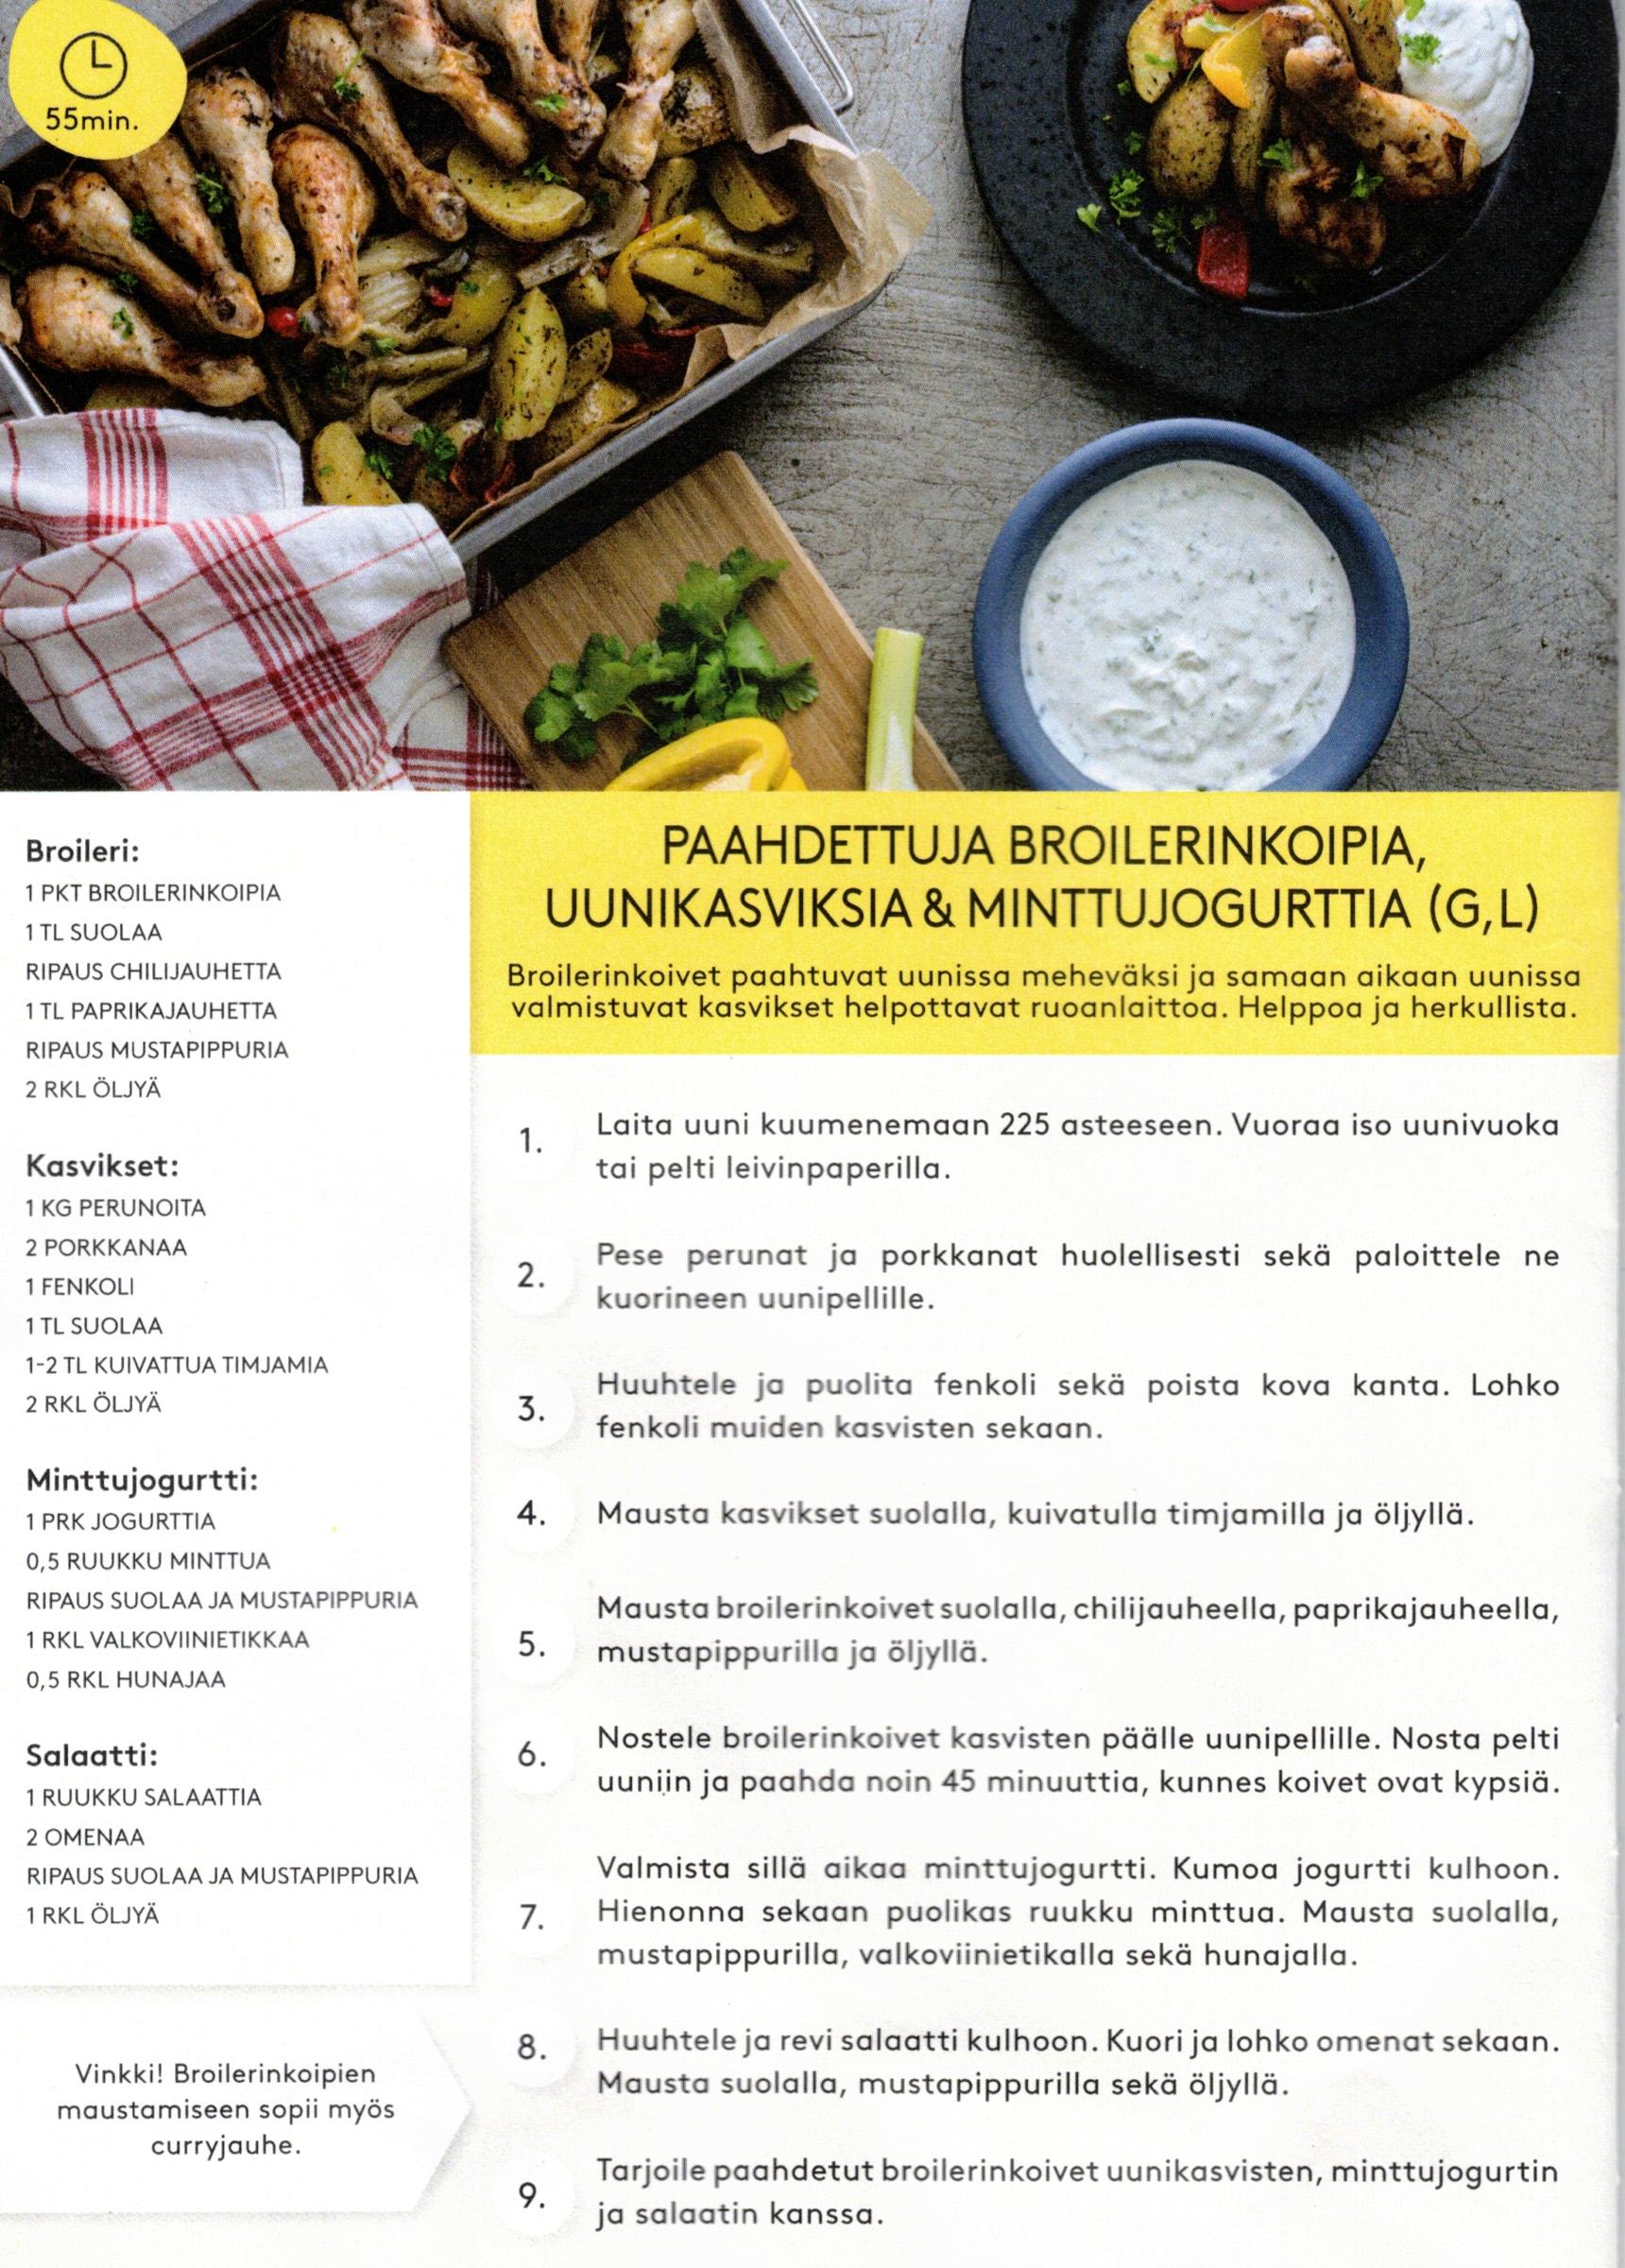 55min.
Broileri:
1 PKT BROILERINKOIPIA
1 TL SUOLAA
RIPAUS CHILIJAUHETTA
1 TL PAPRIKAJAUHETTA
RIPAUS MUSTAPIPPURIA
2 RKL ÖLJYÄ
Kasvikset:
1 KG PERUNOITA
2 PORKKANAA
1 FENKOLI
1 TL SUOLAA
1-2 TL KUIVATTUA TIMJAMIA
2 RKL ÖLJYÄ
Minttujogurtti:
1 PRK JOGURTTIA
0,5 RUUKKU MINTTUA
RIPAUS SUOLAA JA MUSTAPIPPURIA
1 RKL VALKOVIINIETIKKAA
0,5 RKL HUNAJAA
Salaatti:
1 RUUKKU SALAATTIA
2 OMENAA
RIPAUS SUOLAA JA MUSTAPIPPURIA
1 RKL ÖLJYÄ
Vinkki! Broilerinkoipien
maustamiseen sopii myös
curryjauhe.
PAAHDETTUJA BROILERINKOIPIA,
UUNIKASVIKSIA & MINTTUJOGURTTIA (G,L)
Broilerinkoivet paahtuvat uunissa meheväksi ja samaan aikaan uunissa
valmistuvat kasvikset helpottavat ruoanlaittoa. Helppoa ja herkullista.
1. Laita uuni kuumenemaan 225 asteeseen. Vuoraa iso uunivuoka
tai pelti leivinpaperilla.
2. Pese perunat ja porkkanat huolellisesti sekä paloittele ne
kuorineen uunipellille.
3. Huuhtele ja puolita fenkoli sekä poista kova kanta. Lohko
fenkoli muiden kasvisten sekaan.
4. Mausta kasvikset suolalla, kuivatulla timjamilla ja öljyllä.
5. Mausta broilerinkoivet suolalla, chilijauheella, paprikajauheella,
mustapippurilla ja öljyllä.
6. Nostele broilerinkoivet kasvisten päälle uunipellille. Nosta pelti
uuniin ja paahda noin 45 minuuttia, kunnes koivet ovat kypsiä.
7. Valmista sillä aikaa minttujogurtti. Kumoa jogurtti kulhoon.
Hienonna sekaan puolikas ruukku minttua. Mausta suolalla,
mustapippurilla, valkoviinietikalla sekä hunajalla.
8. Huuhtele ja revi salaatti kulhoon. Kuori ja lohko omenat sekaan.
Mausta suolalla, mustapippurilla sekä öljyllä.
9. Tarjoile paahdetut broilerinkoivet uunikasvisten, minttujogurtin
ja salaatin kanssa.